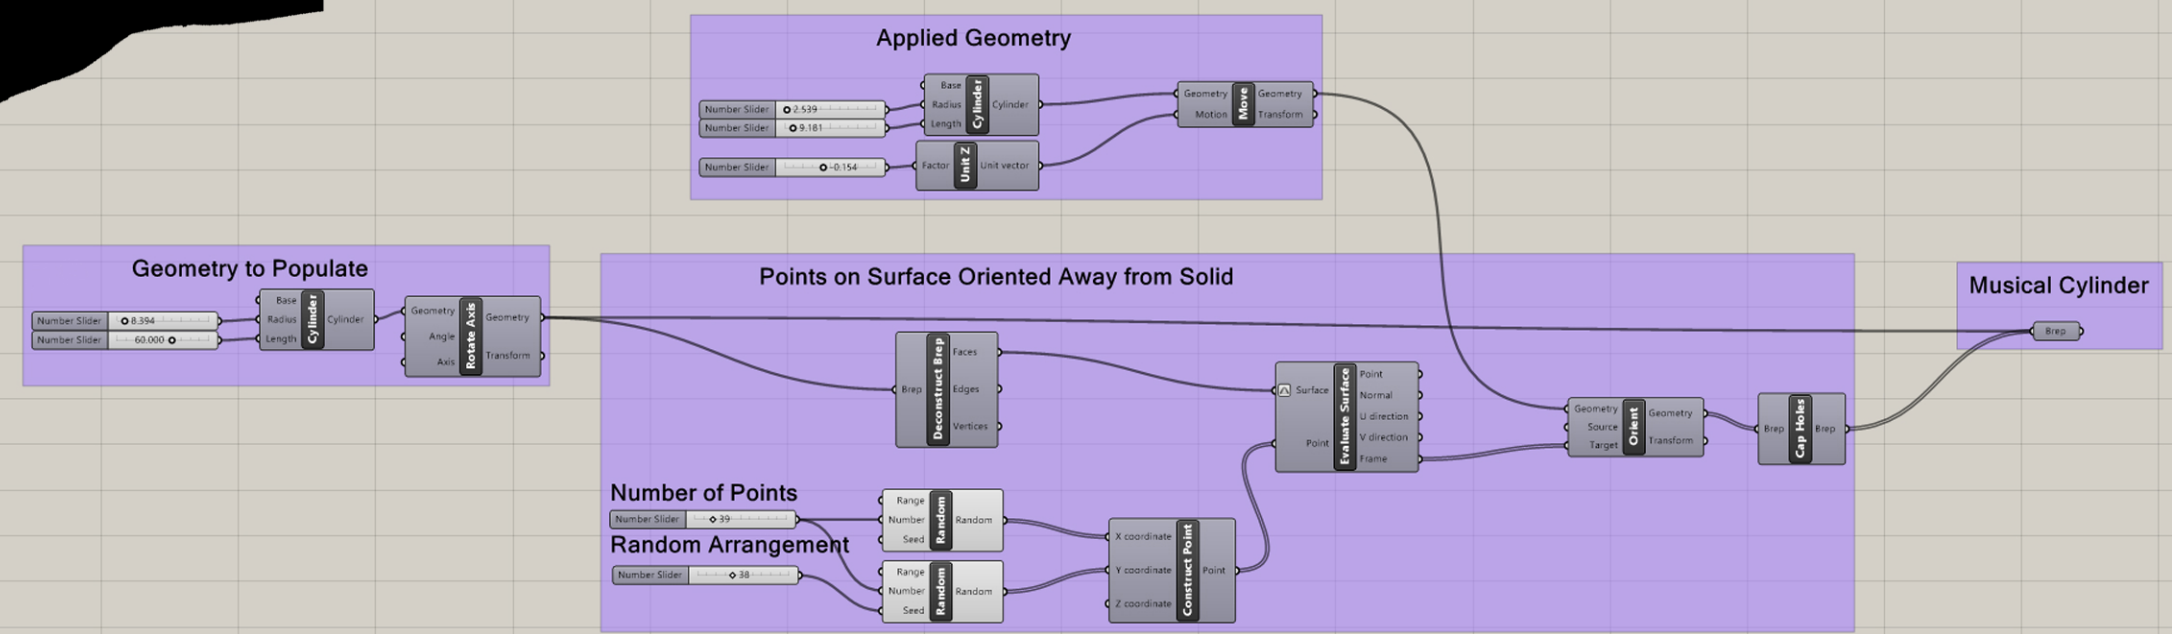 Applied Geometry
Number Slider 2.539
Number Slider 9.181
Base
Radius
Length
Cylinder
Cylinder
Number Slider -0.154
Factor
Unit Z
Unit vector
Geometry
Motion
Move
Geometry
Transform
Geometry to Populate
Number Slider 8.394
Number Slider 60.000
Base
Radius
Length
Cylinder
Cylinder
Geometry
Angle
Axis
Rotate Axis
Geometry
Transform
Points on Surface Oriented Away from Solid
Brep
Deconstruct Brep
Faces
Edges
Vertices
Number of Points
Number Slider 39
Random Arrangement
Number Slider 38
Range
Number
Seed
Random
Random
Range
Number
Seed
Random
Random
X coordinate
Y coordinate
Z coordinate
Construct Point
Point
Surface
Point
Evaluate Surface
Point
Normal
U direction
V direction
Frame
Geometry
Source
Target
Orient
Geometry
Transform
Brep
Cap Holes
Brep
Musical Cylinder
Brep